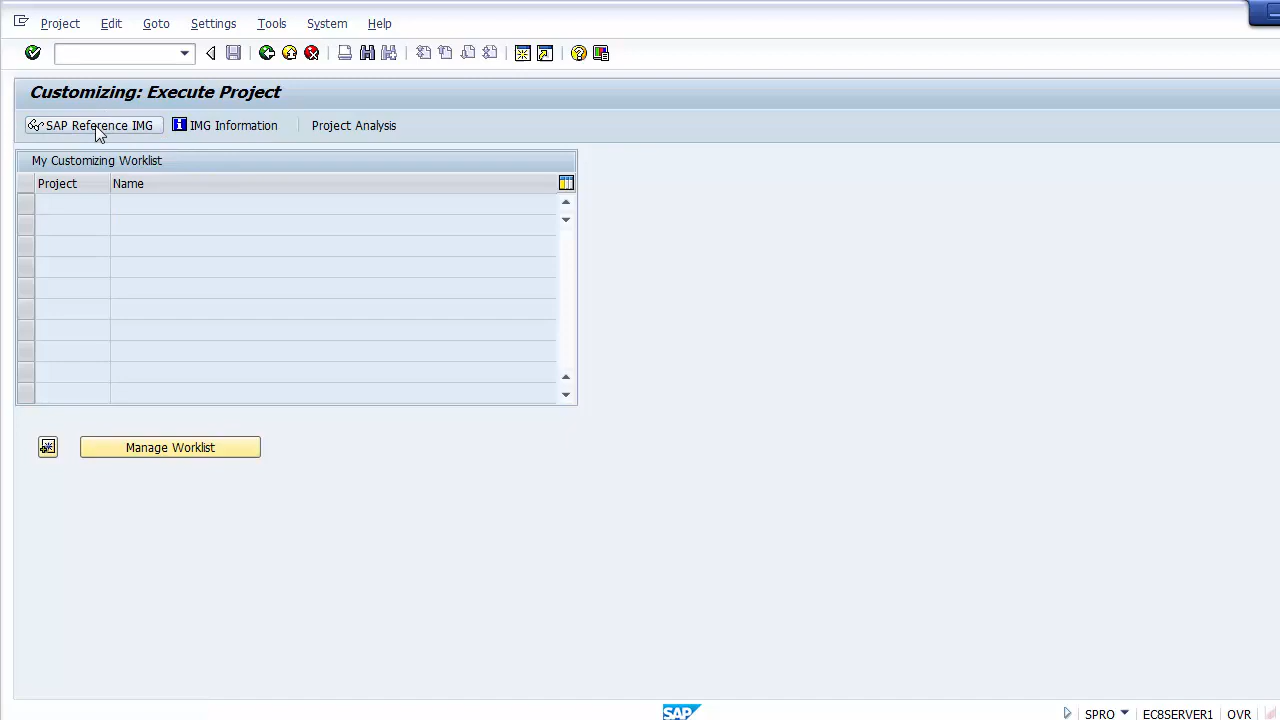 Project Edit Goto Settings Tools System Help
Customizing: Execute Project
SAP Reference IMG IMG Information Project Analysis
My Customizing Worklist
Project Name
Manage Worklist
SAP SPRO EC8SERVER1 OVR